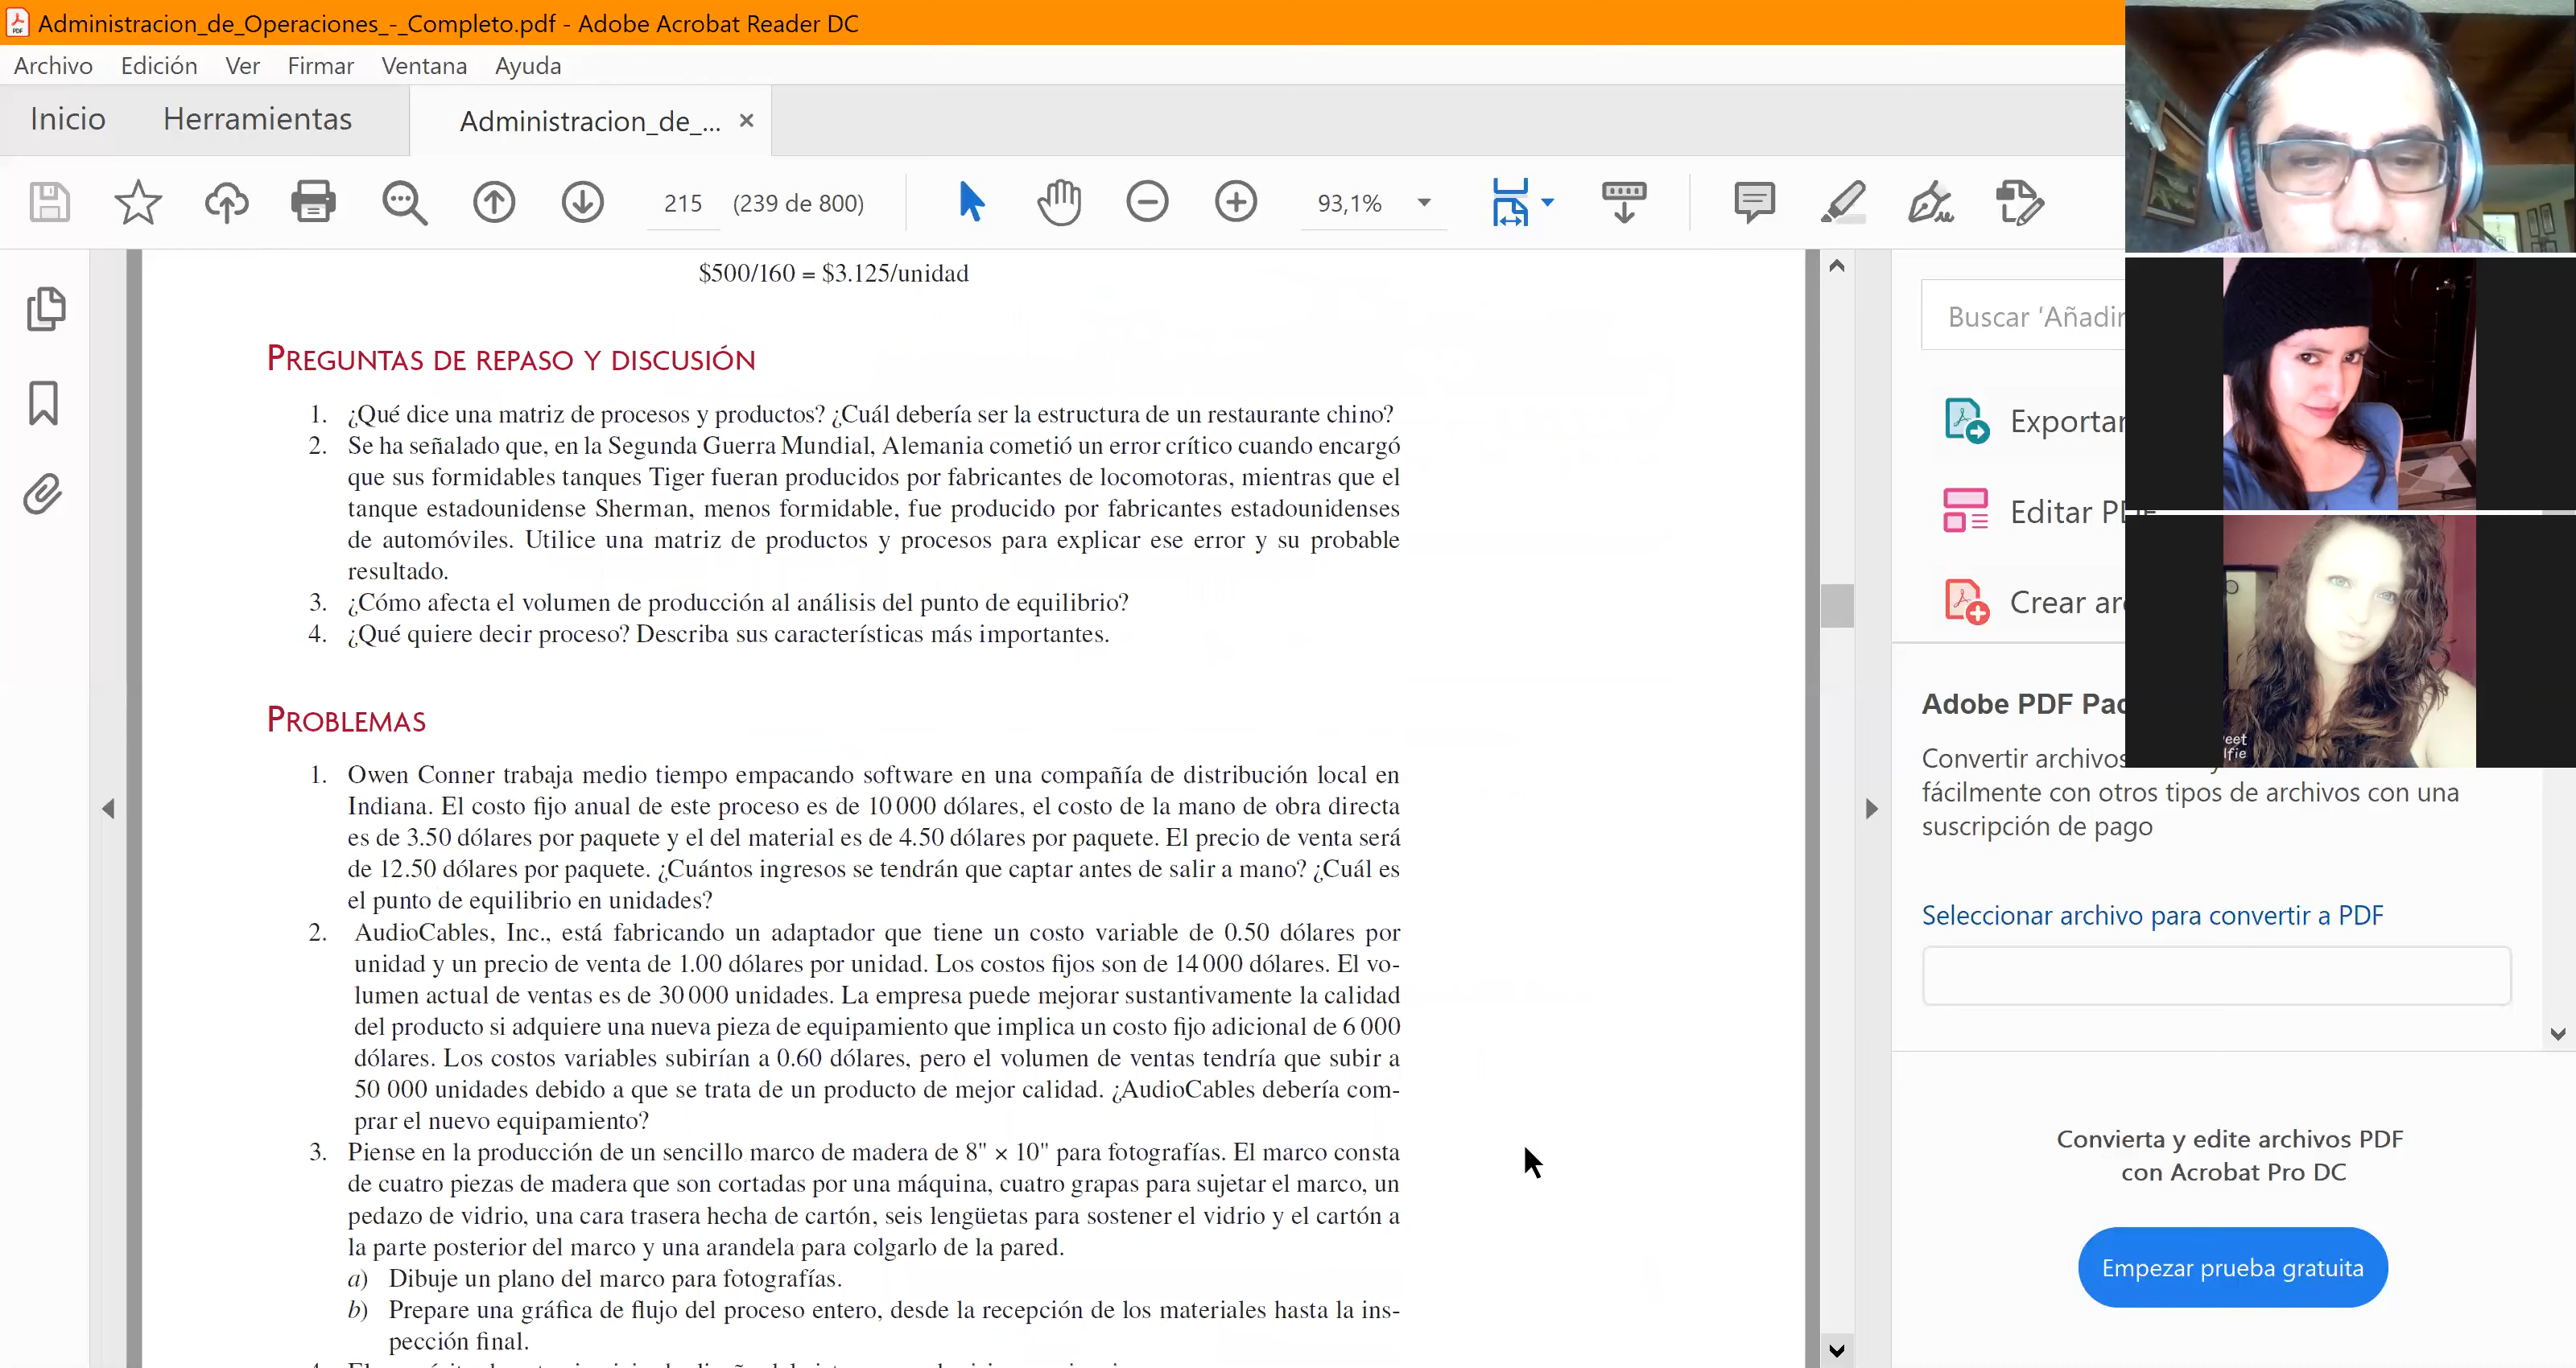 Administracion_de_Operaciones_-_Completo.pdf - Adobe Acrobat Reader DC
Archivo Edición Ver Firmar Ventana Ayuda
Inicio Herramientas Administracion_de_... ×
215 (239 de 800) 93,1%
$500/160 = $3.125/unidad
PREGUNTAS DE REPASO Y DISCUSIÓN
1. ¿Qué dice una matriz de procesos y productos? ¿Cuál debería ser la estructura de un restaurante chino?
2. Se ha señalado que, en la Segunda Guerra Mundial, Alemania cometió un error crítico cuando encargó
que sus formidables tanques Tiger fueran producidos por fabricantes de locomotoras, mientras que el
tanque estadounidense Sherman, menos formidable, fue producido por fabricantes estadounidenses
de automóviles. Utilice una matriz de productos y procesos para explicar ese error y su probable
resultado.
3. ¿Cómo afecta el volumen de producción al análisis del punto de equilibrio?
4. ¿Qué quiere decir proceso? Describa sus características más importantes.
PROBLEMAS
1. Owen Conner trabaja medio tiempo empacando software en una compañía de distribución local en
Indiana. El costo fijo anual de este proceso es de 10 000 dólares, el costo de la mano de obra directa
es de 3.50 dólares por paquete y el del material es de 4.50 dólares por paquete. El precio de venta será
de 12.50 dólares por paquete. ¿Cuántos ingresos se tendrán que captar antes de salir a mano? ¿Cuál es
el punto de equilibrio en unidades?
2. AudioCables, Inc., está fabricando un adaptador que tiene un costo variable de 0.50 dólares por
unidad y un precio de venta de 1.00 dólares por unidad. Los costos fijos son de 14 000 dólares. El vo-
lumen actual de ventas es de 30 000 unidades. La empresa puede mejorar sustantivamente la calidad
del producto si adquiere una nueva pieza de equipamiento que implica un costo fijo adicional de 6 000
dólares. Los costos variables subirían a 0.60 dólares, pero el volumen de ventas tendría que subir a
50 000 unidades debido a que se trata de un producto de mejor calidad. ¿AudioCables debería com-
prar el nuevo equipamiento?
3. Piense en la producción de un sencillo marco de madera de 8" × 10" para fotografías. El marco consta
de cuatro piezas de madera que son cortadas por una máquina, cuatro grapas para sujetar el marco, un
pedazo de vidrio, una cara trasera hecha de cartón, seis lengüetas para sostener el vidrio y el cartón a
la parte posterior del marco y una arandela para colgarlo de la pared.
a) Dibuje un plano del marco para fotografías.
b) Prepare una gráfica de flujo del proceso entero, desde la recepción de los materiales hasta la ins-
pección final.
Buscar 'Añadir
Exportar
Editar PDF
Crear ar
Adobe PDF Pac
Convertir archivos
fácilmente con otros tipos de archivos con una
suscripción de pago
Seleccionar archivo para convertir a PDF
Convierta y edite archivos PDF
con Acrobat Pro DC
Empezar prueba gratuita
eet
lfie